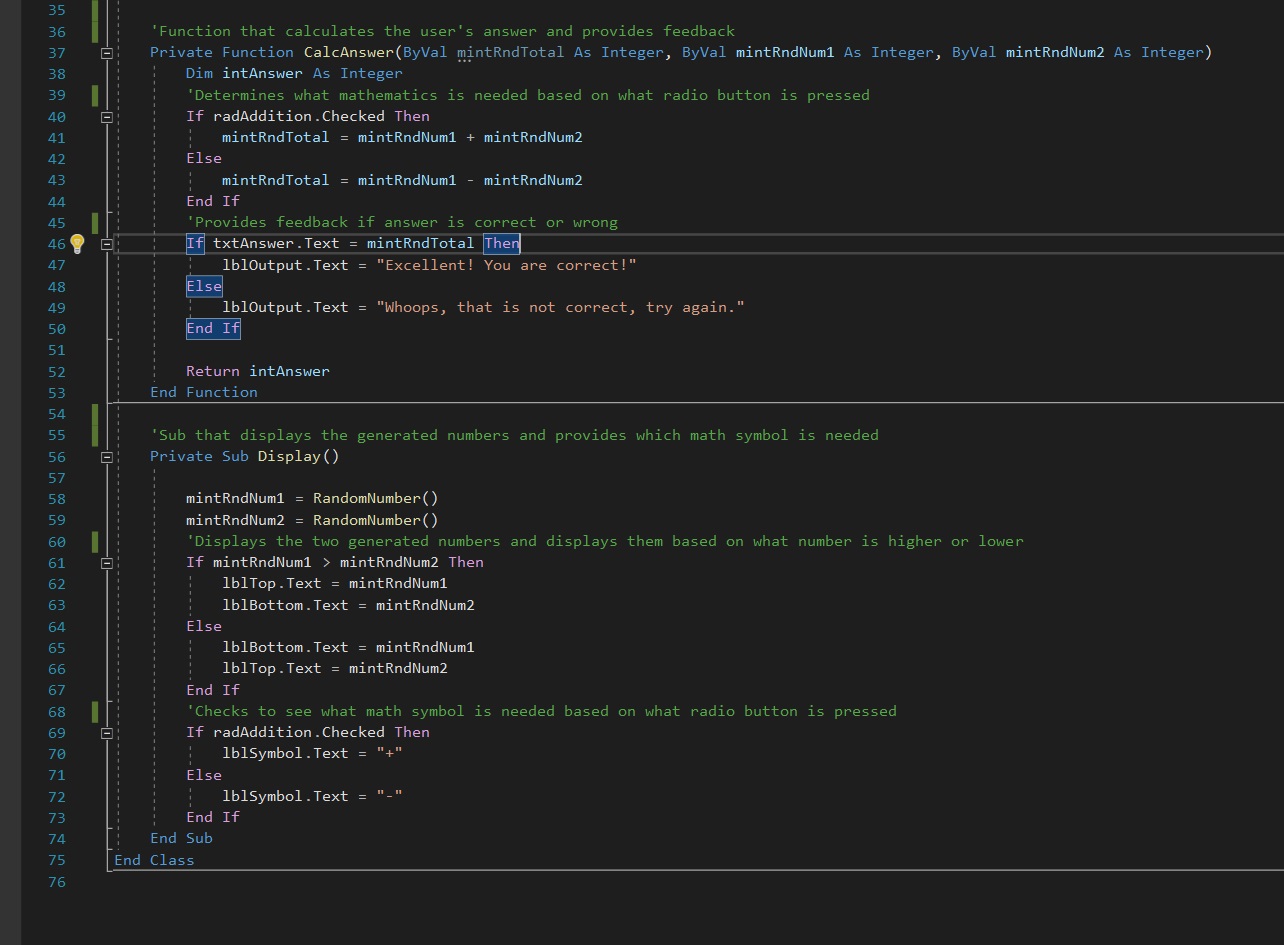 35
36 'Function that calculates the user's answer and provides feedback
37 Private Function CalcAnswer(ByVal mintRndTotal As Integer, ByVal mintRndNum1 As Integer, ByVal mintRndNum2 As Integer)
38 Dim intAnswer As Integer
39 'Determines what mathematics is needed based on what radio button is pressed
40 If radAddition.Checked Then
41 mintRndTotal = mintRndNum1 + mintRndNum2
42 Else
43 mintRndTotal = mintRndNum1 - mintRndNum2
44 End If
45 'Provides feedback if answer is correct or wrong
46 If txtAnswer.Text = mintRndTotal Then
47 lblOutput.Text = "Excellent! You are correct!"
48 Else
49 lblOutput.Text = "Whoops, that is not correct, try again."
50 End If
51
52 Return intAnswer
53 End Function
54
55 'Sub that displays the generated numbers and provides which math symbol is needed
56 Private Sub Display()
57
58 mintRndNum1 = RandomNumber()
59 mintRndNum2 = RandomNumber()
60 'Displays the two generated numbers and displays them based on what number is higher or lower
61 If mintRndNum1 > mintRndNum2 Then
62 lblTop.Text = mintRndNum1
63 lblBottom.Text = mintRndNum2
64 Else
65 lblBottom.Text = mintRndNum1
66 lblTop.Text = mintRndNum2
67 End If
68 'Checks to see what math symbol is needed based on what radio button is pressed
69 If radAddition.Checked Then
70 lblSymbol.Text = "+"
71 Else
72 lblSymbol.Text = "-"
73 End If
74 End Sub
75 End Class
76